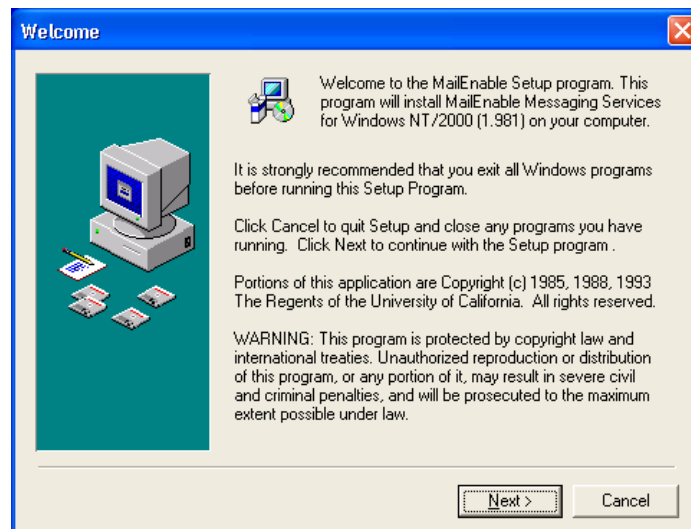 Welcome
Welcome to the MailEnable Setup program. This
program will install MailEnable Messaging Services
for Windows NT/2000 (1.981) on your computer.
It is strongly recommended that you exit all Windows programs
before running this Setup Program.
Click Cancel to quit Setup and close any programs you have
running. Click Next to continue with the Setup program .
Portions of this application are Copyright (c) 1985, 1988, 1993
The Regents of the University of California. All rights reserved.
WARNING: This program is protected by copyright law and
international treaties. Unauthorized reproduction or distribution
of this program, or any portion of it, may result in severe civil
and criminal penalties, and will be prosecuted to the maximum
extent possible under law.
Next >
Cancel